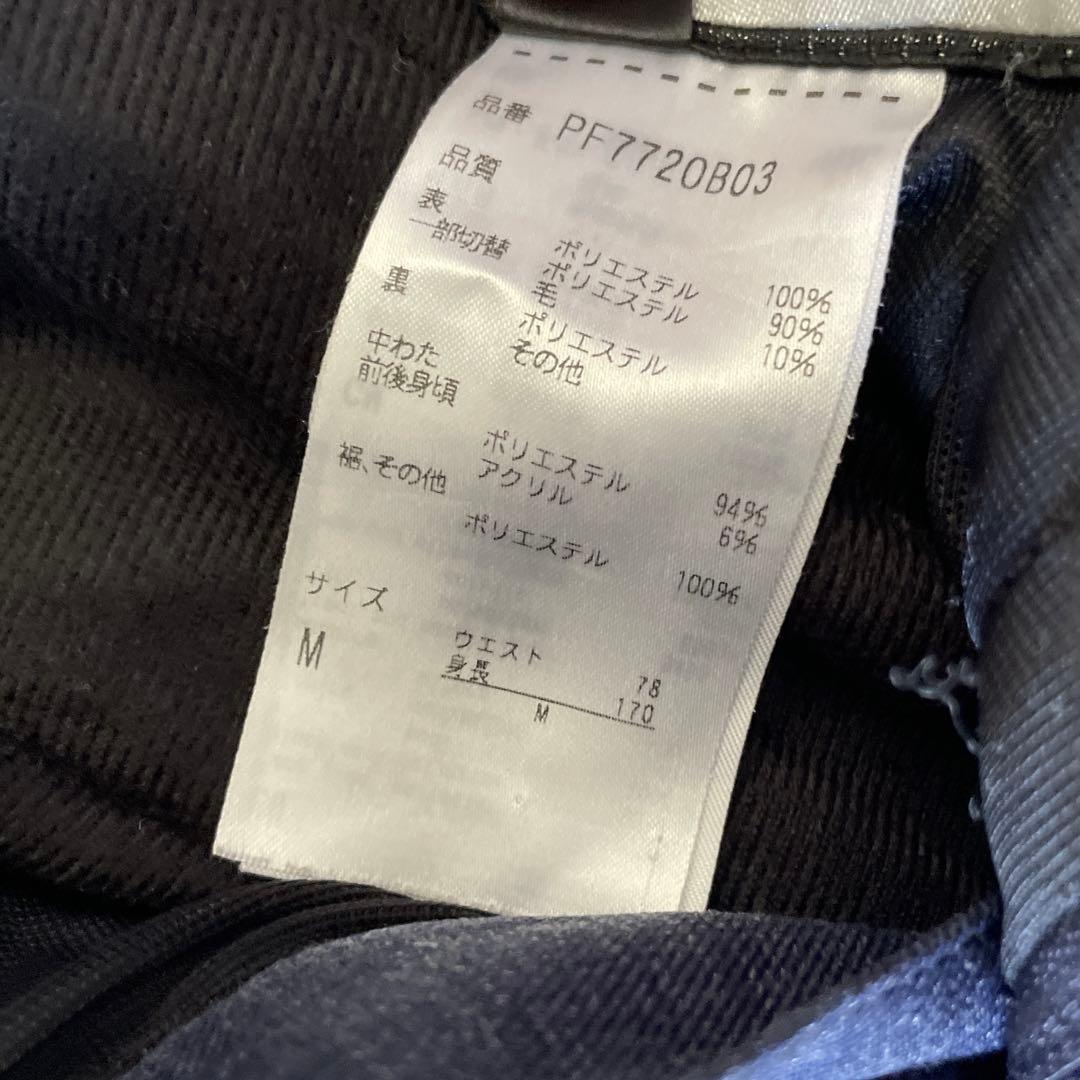 品番 PF7720B03
品質
表 ポリエステル 100%
一部切替 ポリエステル 90%
毛 10%
裏 ポリエステル
その他
中わた
前後身頃 ポリエステル 94%
アクリル 6%
裾、その他 ポリエステル 100%
サイズ
M ウエスト 78
身長 170
M